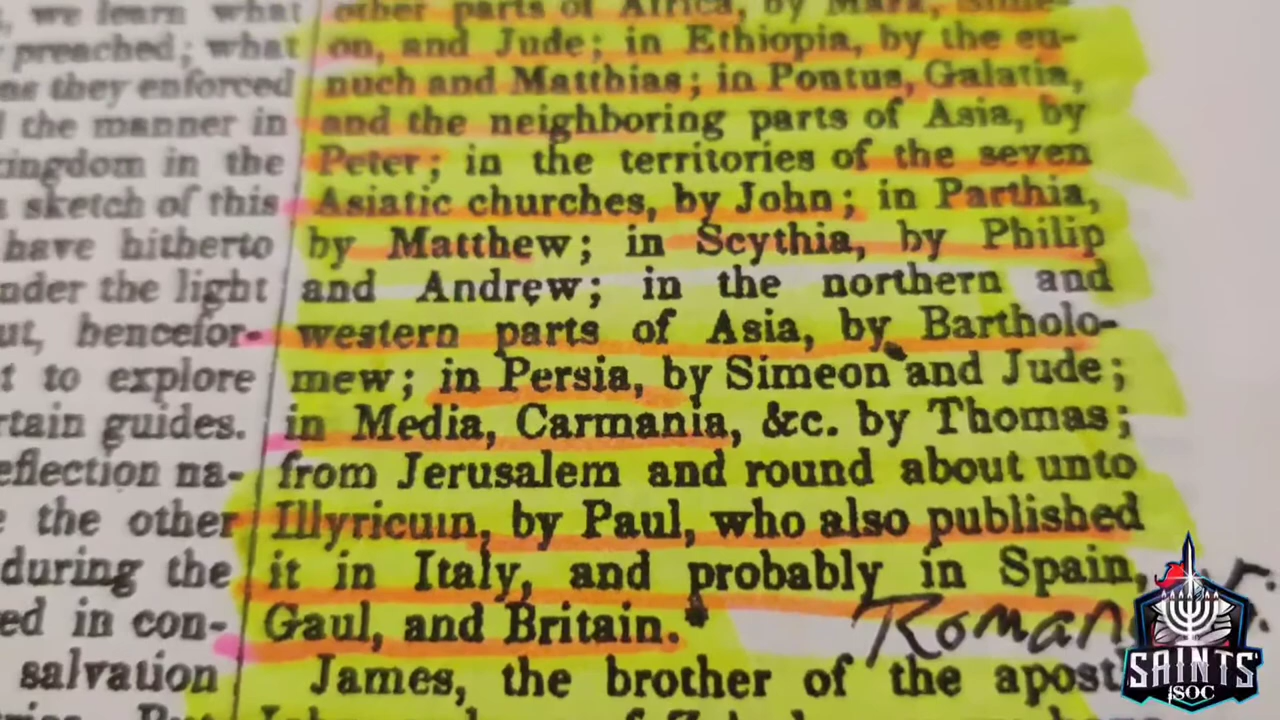 , we learn what
preached; what
as they enforced
the manner in
kingdom in the
sketch of this
have hitherto
nder the light
ut, hencefor-
t to explore
rtain guides.
eflection na-
the other
during the
ed in con-
salvation
other parts of Africa, by Mark, Sime-
on, and Jude; in Ethiopia, by the eu-
nuch and Matthias; in Pontus, Galatia,
and the neighboring parts of Asia, by
Peter; in the territories of the seven
Asiatic churches, by John; in Parthia,
by Matthew; in Scythia, by Philip
and Andrew; in the northern and
western parts of Asia, by Bartholo-
mew; in Persia, by Simeon and Jude;
in Media, Carmania, &c. by Thomas;
from Jerusalem and round about unto
Illyricum, by Paul, who also published
it in Italy, and probably in Spain,
Gaul, and Britain.*
James, the brother of the apost
Roman
SAINTS
ISOC